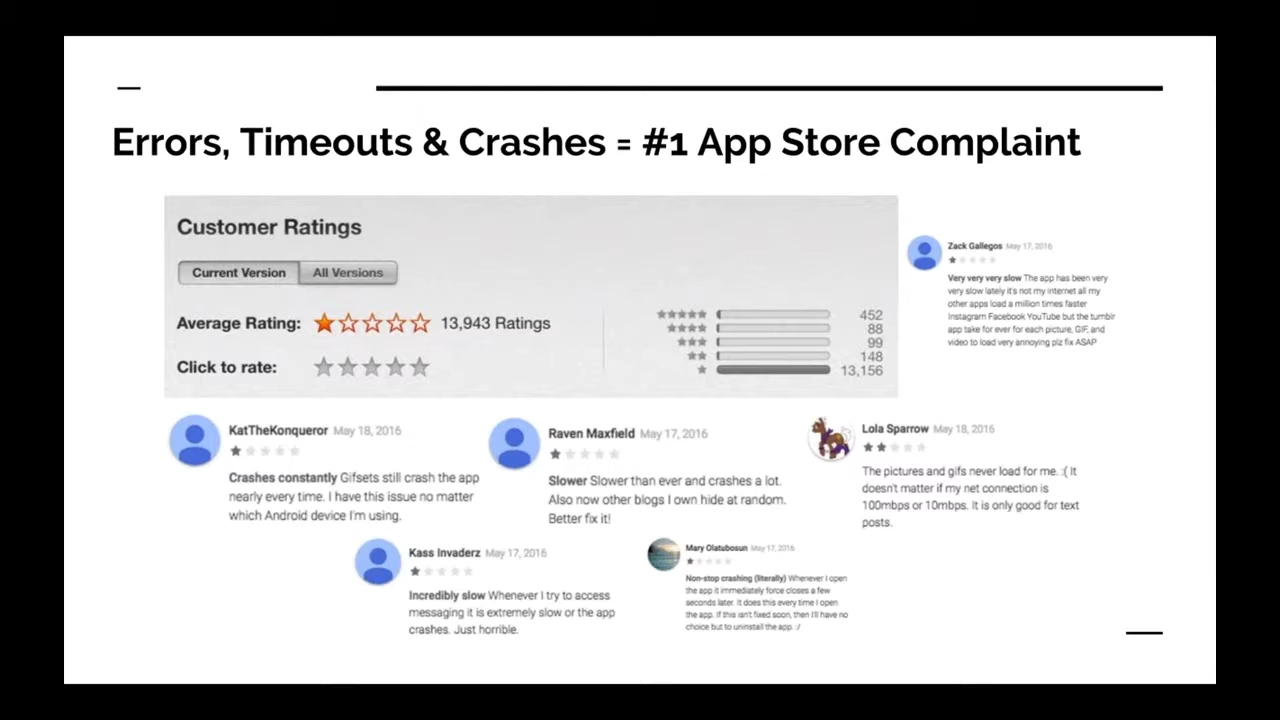 Errors, Timeouts & Crashes = #1 App Store Complaint
Customer Ratings
Current Version
All Versions
Average Rating:
13,943 Ratings
Click to rate:
452
88
99
148
13,156
Zack Gallegos May 17, 2016
Very very very slow The app has been very
very slow lately it's not my internet all my
other apps load a million times faster
Instagram Facebook YouTube but the tumblr
app take for ever for each picture, GIF, and
video to load very annoying plz fix ASAP
KatTheKonqueror May 18, 2016
Crashes constantly Gifsets still crash the app
nearly every time. I have this issue no matter
which Android device I'm using.
Raven Maxfield May 17, 2016
Slower Slower than ever and crashes a lot.
Also now other blogs I own hide at random.
Better fix it!
Lola Sparrow May 18, 2016
The pictures and gifs never load for me. :( It
doesn't matter if my net connection is
100mbps or 10mbps. It is only good for text
posts.
Kass Invaderz May 17, 2016
Incredibly slow Whenever I try to access
messaging it is extremely slow or the app
crashes. Just horrible.
Mary Olatubosun May 17, 2016
Non-stop crashing (literally) Whenever I open
the app it immediately force closes a few
seconds later. It does this every time I open
the app. If this isn't fixed soon, then I'll have no
choice but to uninstall the app. :/